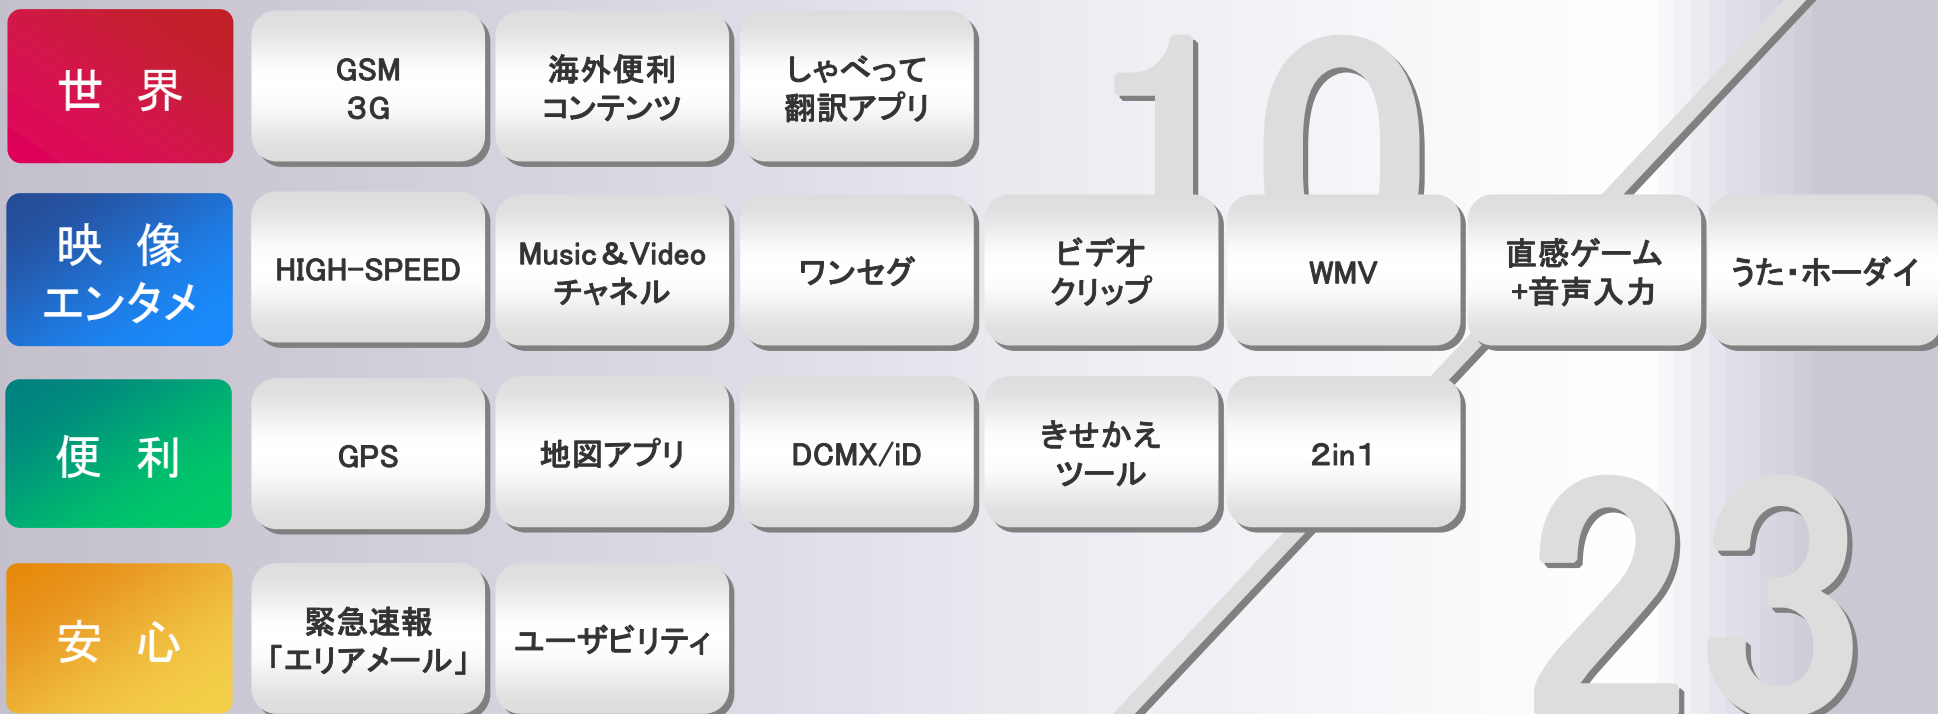 世 界
GSM
3G
海外便利
コンテンツ
しゃべって
翻訳アプリ
10
映 像
エンタメ
HIGH-SPEED
Music&Video
チャネル
ワンセグ
ビデオ
クリップ
WMV
直感ゲーム
+音声入力
うた・ホーダイ
便 利
GPS
地図アプリ
DCMX/iD
きせかえ
ツール
2in1
23
安 心
緊急速報
「エリアメール」
ユーザビリティ